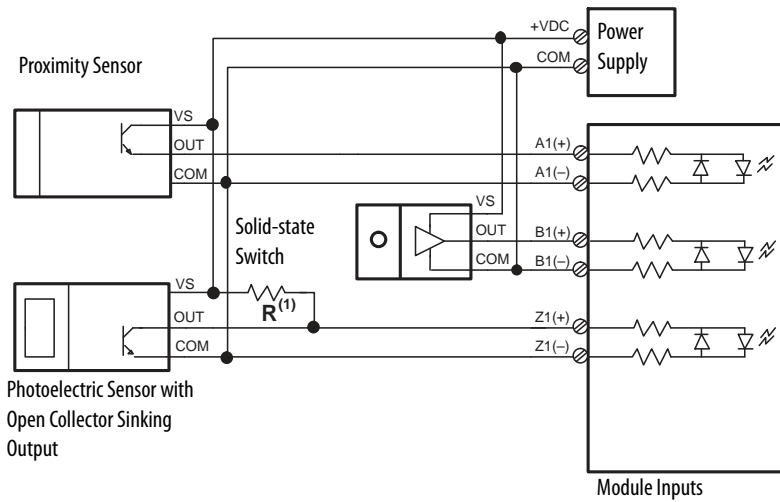 +VDC
Power
COM
Supply
Proximity Sensor
VS
OUT
COM
A1(+)
A1(–)
VS
OUT
COM
B1(+)
B1(–)
Solid-state
Switch
VS
R(1)
OUT
COM
Z1(+)
Z1(–)
Photoelectric Sensor with
Open Collector Sinking
Output
Module Inputs